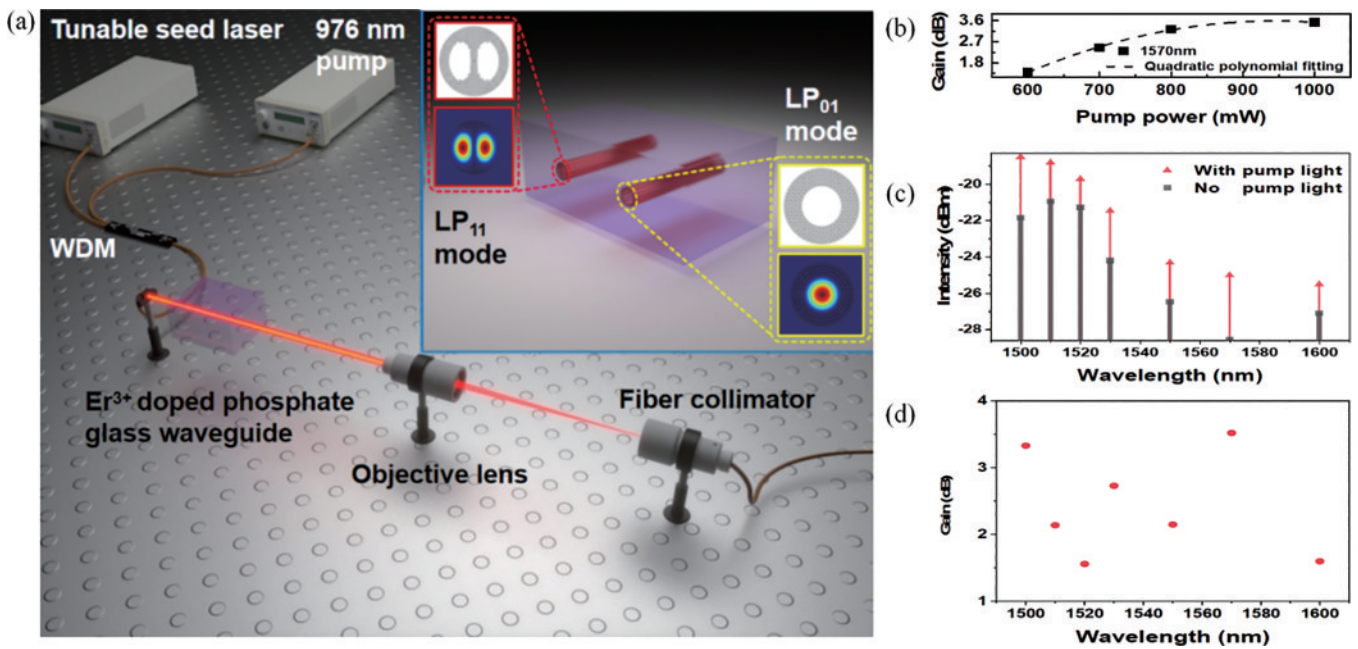 (a)
Tunable seed laser
976 nm
pump
WDM
Er³⁺ doped phosphate
glass waveguide
Objective lens
Fiber collimator
LP₁₁
mode
LP₀₁
mode
(b)
Gain (dB)
3.6
2.7
1.8
1570nm
Quadratic polynomial fitting
600 700 800 900 1000
Pump power (mW)
(c)
Intensity (dBm)
-20
-22
-24
-26
-28
With pump light
No pump light
1500 1520 1540 1560 1580 1600
Wavelength (nm)
(d)
Gain (dB)
4
3
2
1
1500 1520 1540 1560 1580 1600
Wavelength (nm)